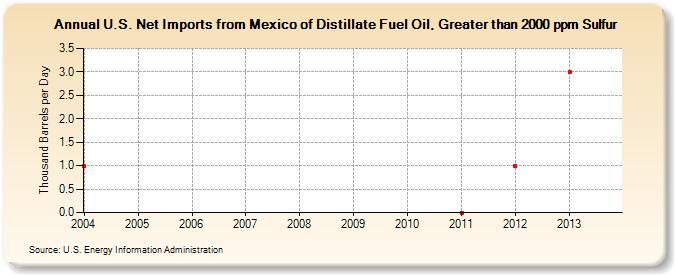 Annual U.S. Net Imports from Mexico of Distillate Fuel Oil, Greater than 2000 ppm Sulfur
Thousand Barrels per Day
3.5
3.0
2.5
2.0
1.5
1.0
0.5
0.0
2004 2005 2006 2007 2008 2009 2010 2011 2012 2013
Source: U.S. Energy Information Administration